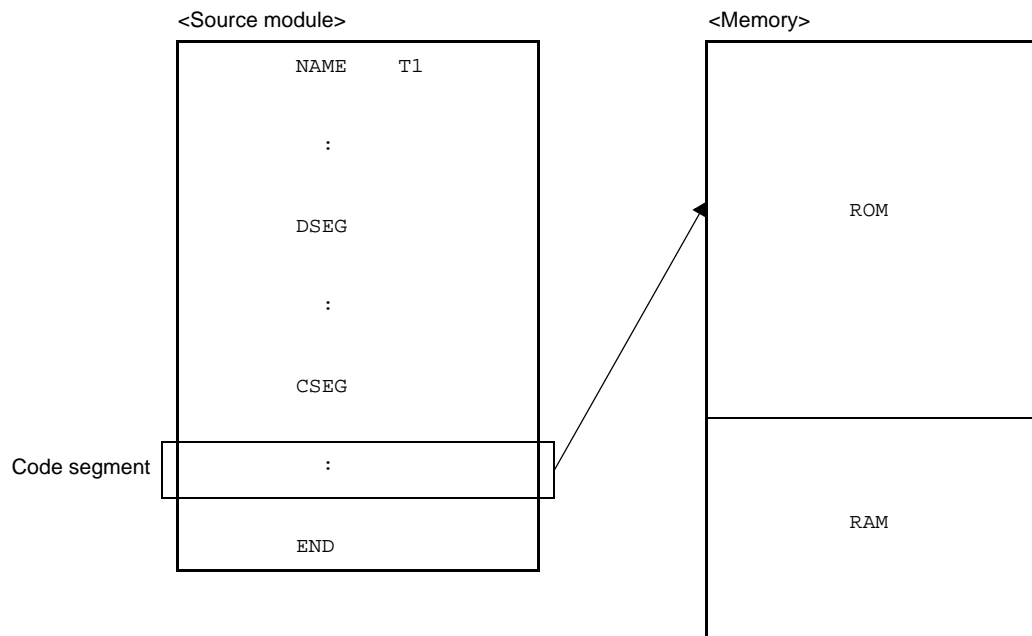 <Source module>
NAME T1
:
DSEG
:
CSEG
Code segment
:
END
<Memory>
ROM
RAM